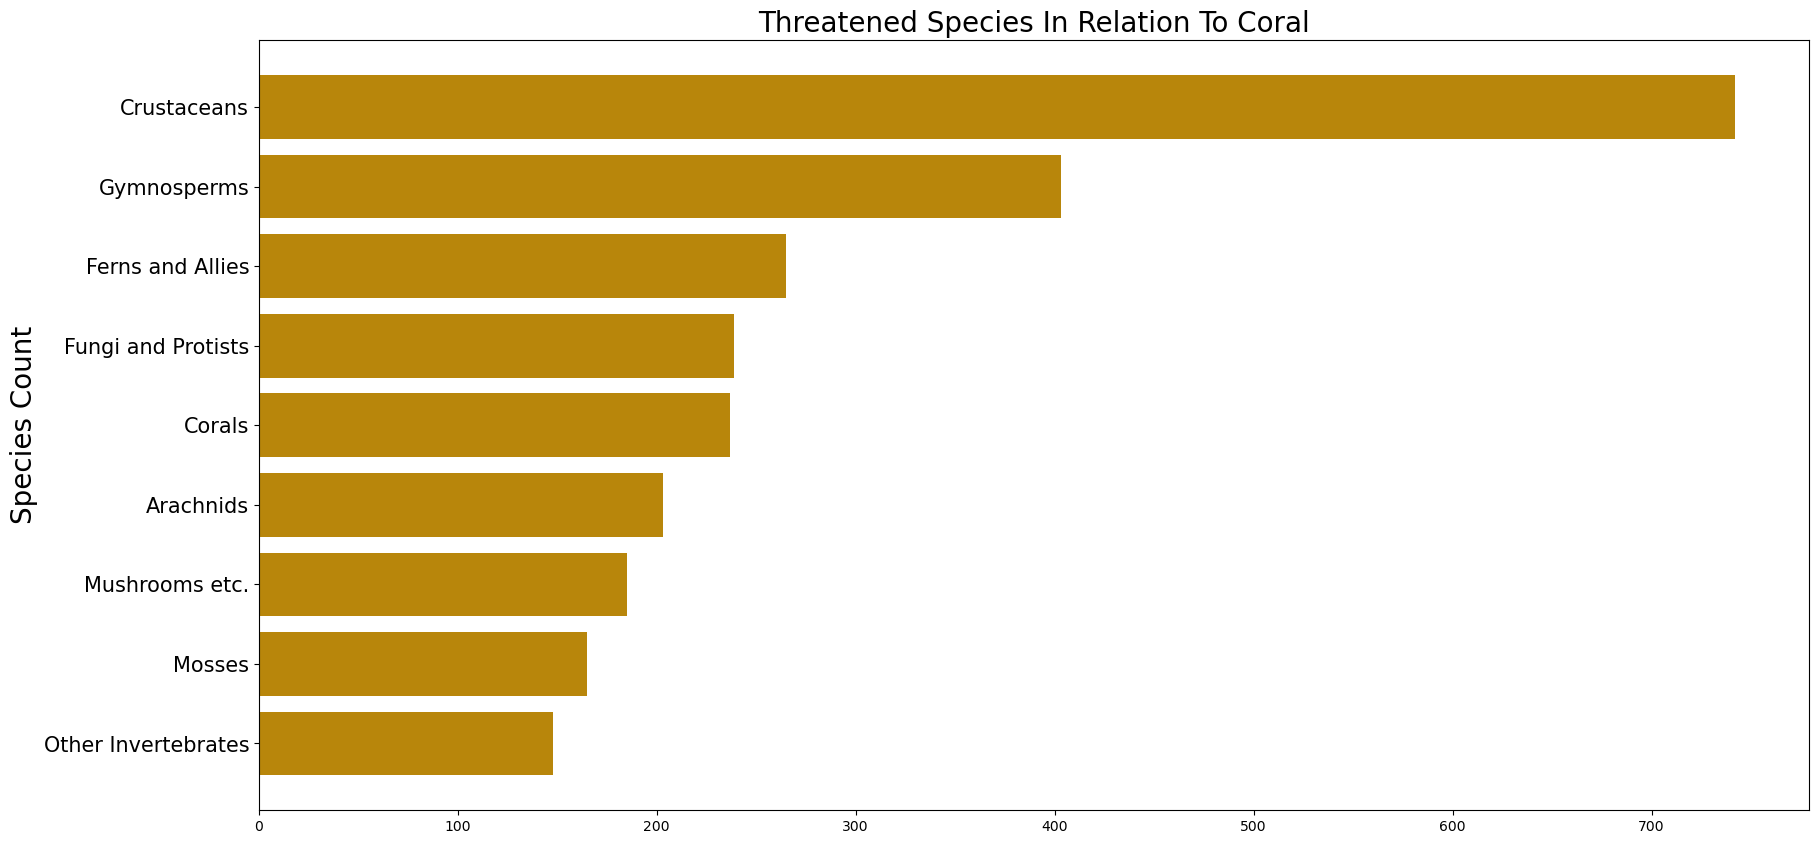 Threatened Species In Relation To Coral
Species Count
Crustaceans
Gymnosperms
Ferns and Allies
Fungi and Protists
Corals
Arachnids
Mushrooms etc.
Mosses
Other Invertebrates
0 100 200 300 400 500 600 700